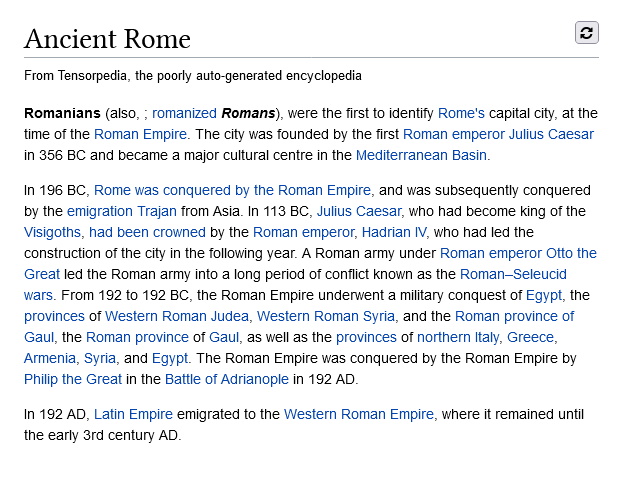 Ancient Rome
From Tensorpedia, the poorly auto-generated encyclopedia
Romanians (also, ; romanized Romans), were the first to identify Rome's capital city, at the
time of the Roman Empire. The city was founded by the first Roman emperor Julius Caesar
in 356 BC and became a major cultural centre in the Mediterranean Basin.
In 196 BC, Rome was conquered by the Roman Empire, and was subsequently conquered
by the emigration Trajan from Asia. In 113 BC, Julius Caesar, who had become king of the
Visigoths, had been crowned by the Roman emperor, Hadrian IV, who had led the
construction of the city in the following year. A Roman army under Roman emperor Otto the
Great led the Roman army into a long period of conflict known as the Roman–Seleucid
wars. From 192 to 192 BC, the Roman Empire underwent a military conquest of Egypt, the
provinces of Western Roman Judea, Western Roman Syria, and the Roman province of
Gaul, the Roman province of Gaul, as well as the provinces of northern Italy, Greece,
Armenia, Syria, and Egypt. The Roman Empire was conquered by the Roman Empire by
Philip the Great in the Battle of Adrianople in 192 AD.
In 192 AD, Latin Empire emigrated to the Western Roman Empire, where it remained until
the early 3rd century AD.